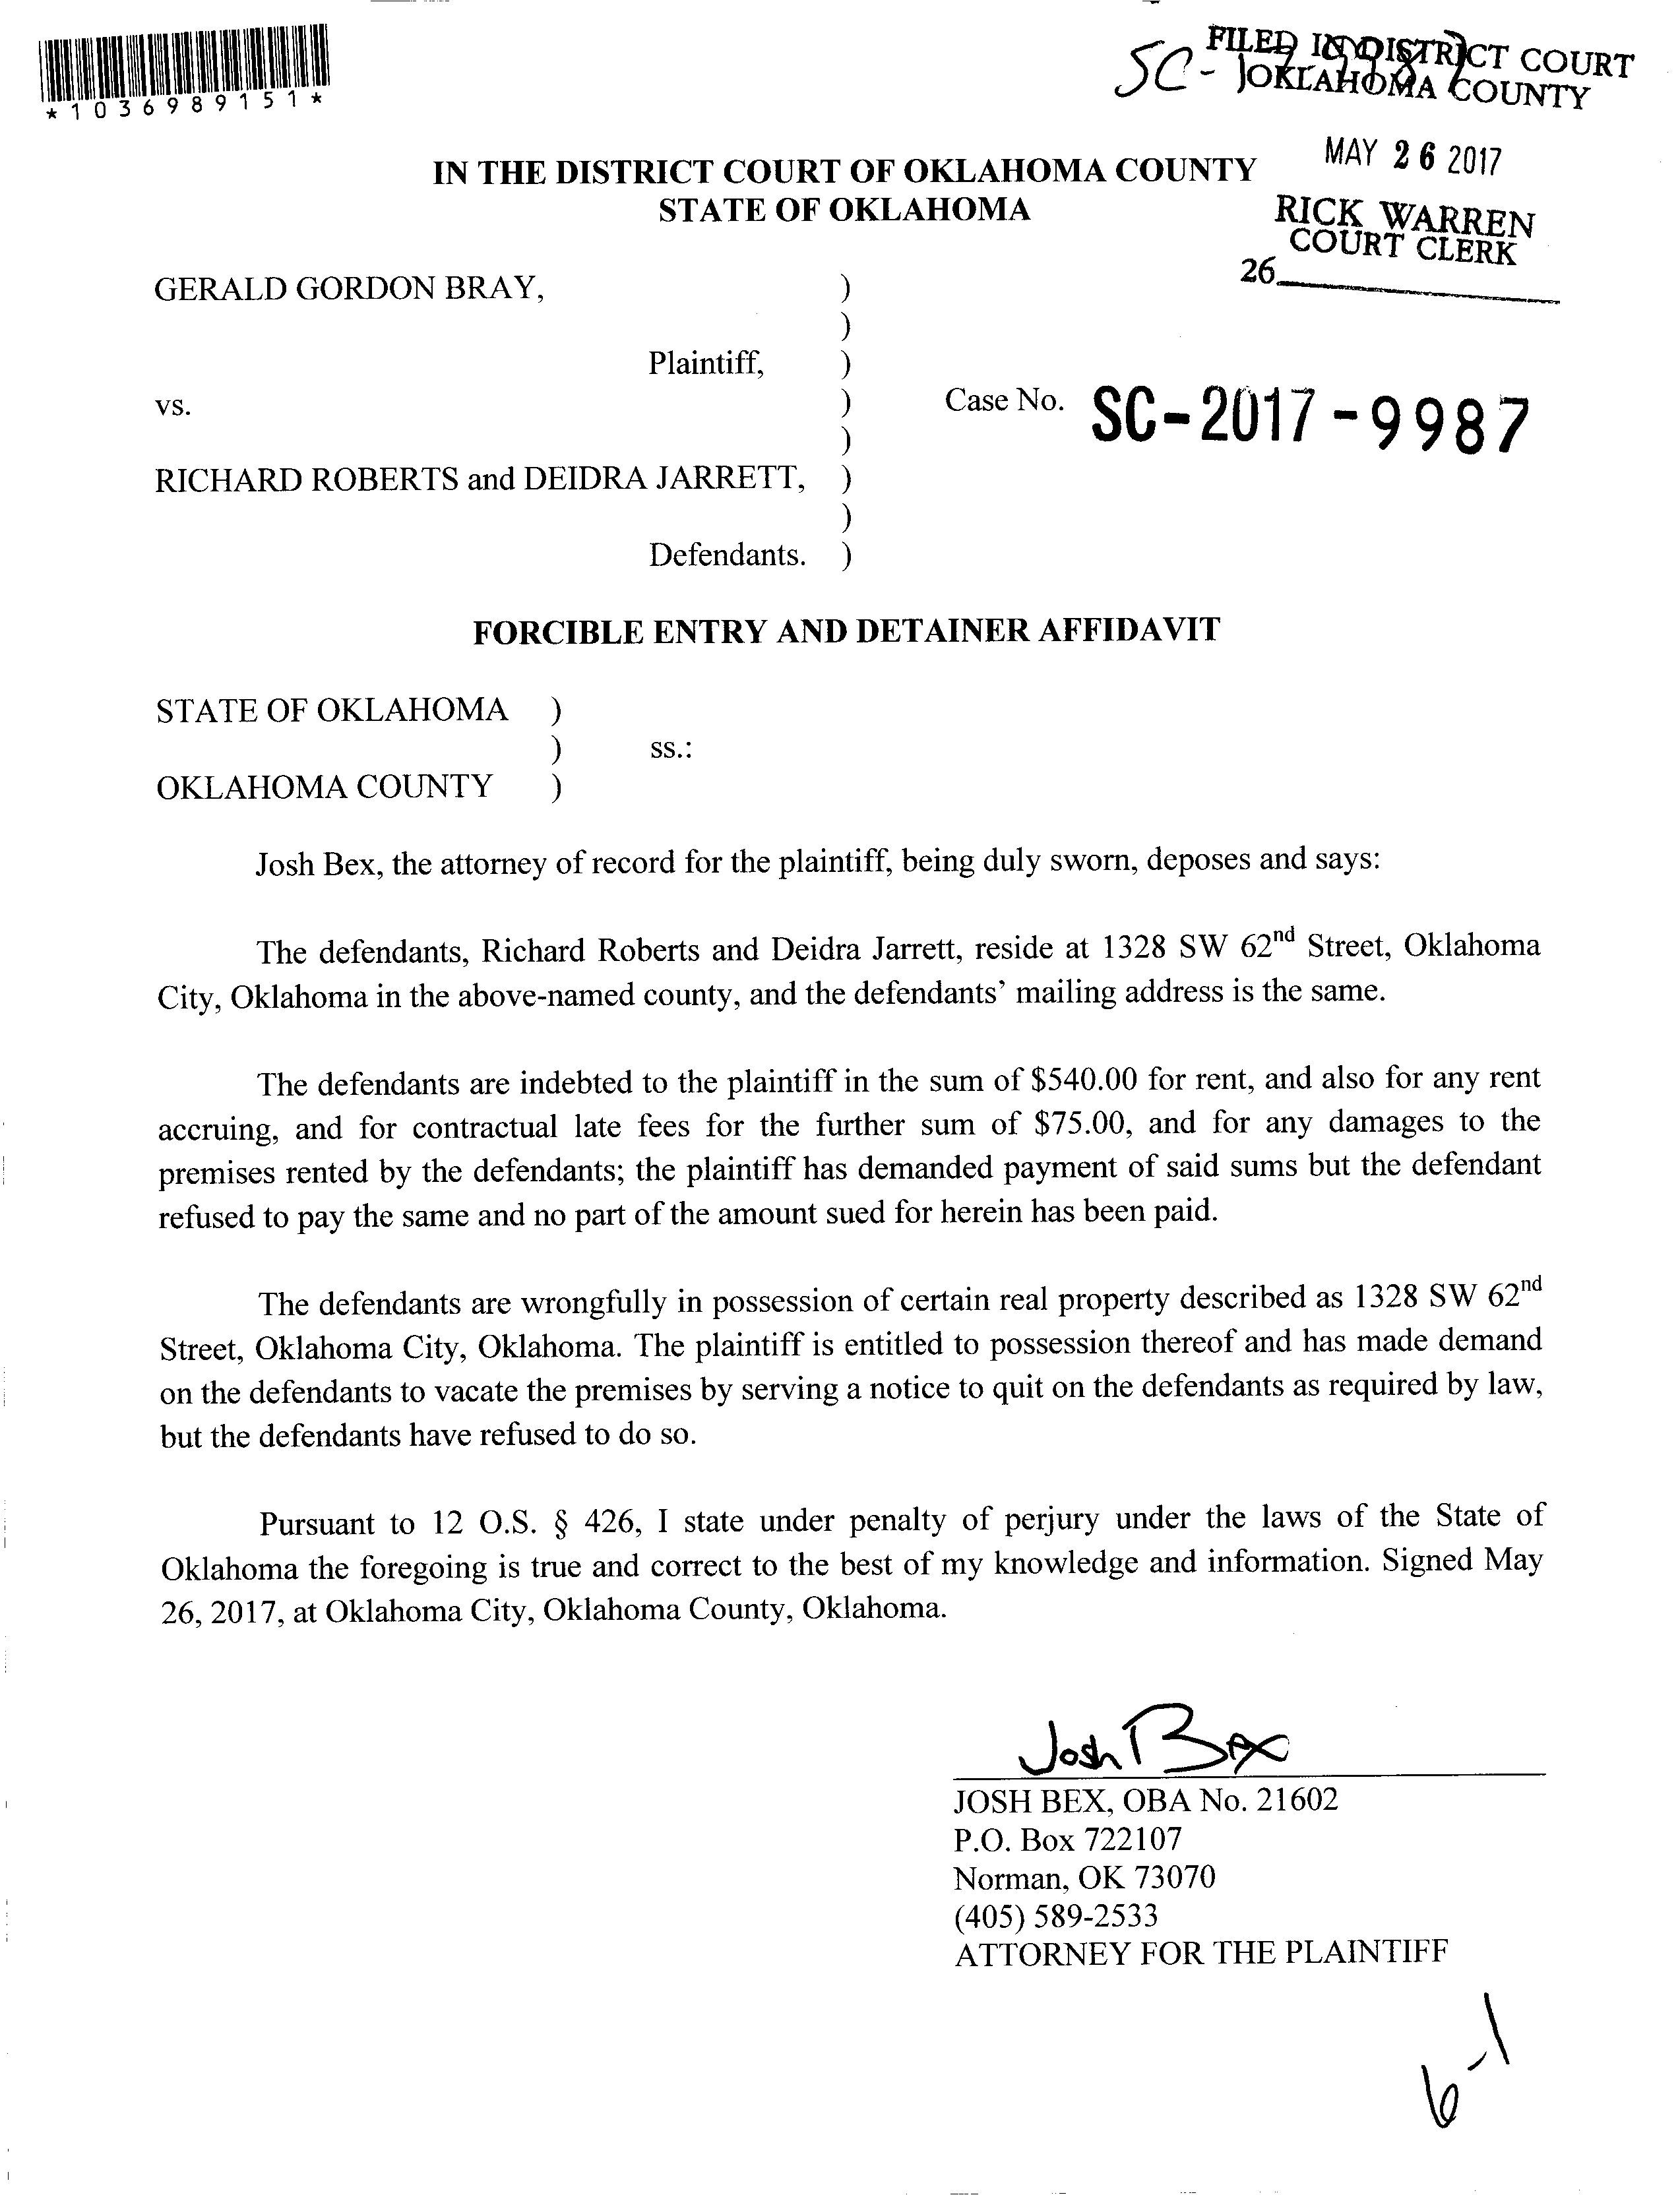 *1036989151*
SC-
FILED IN DISTRICT COURT
OKLAHOMA COUNTY
MAY 26 2017
RICK WARREN
COURT CLERK
26
IN THE DISTRICT COURT OF OKLAHOMA COUNTY
STATE OF OKLAHOMA
GERALD GORDON BRAY, )
)
Plaintiff, )
vs. ) Case No. SC-2017-9987
)
RICHARD ROBERTS and DEIDRA JARRETT, )
)
Defendants. )
FORCIBLE ENTRY AND DETAINER AFFIDAVIT
STATE OF OKLAHOMA )
) ss.:
OKLAHOMA COUNTY )
Josh Bex, the attorney of record for the plaintiff, being duly sworn, deposes and says:
The defendants, Richard Roberts and Deidra Jarrett, reside at 1328 SW 62nd Street, Oklahoma
City, Oklahoma in the above-named county, and the defendants' mailing address is the same.
The defendants are indebted to the plaintiff in the sum of $540.00 for rent, and also for any rent
accruing, and for contractual late fees for the further sum of $75.00, and for any damages to the
premises rented by the defendants; the plaintiff has demanded payment of said sums but the defendant
refused to pay the same and no part of the amount sued for herein has been paid.
The defendants are wrongfully in possession of certain real property described as 1328 SW 62nd
Street, Oklahoma City, Oklahoma. The plaintiff is entitled to possession thereof and has made demand
on the defendants to vacate the premises by serving a notice to quit on the defendants as required by law,
but the defendants have refused to do so.
Pursuant to 12 O.S. § 426, I state under penalty of perjury under the laws of the State of
Oklahoma the foregoing is true and correct to the best of my knowledge and information. Signed May
26, 2017, at Oklahoma City, Oklahoma County, Oklahoma.
Josh Bex
JOSH BEX, OBA No. 21602
P.O. Box 722107
Norman, OK 73070
(405) 589-2533
ATTORNEY FOR THE PLAINTIFF
6-1